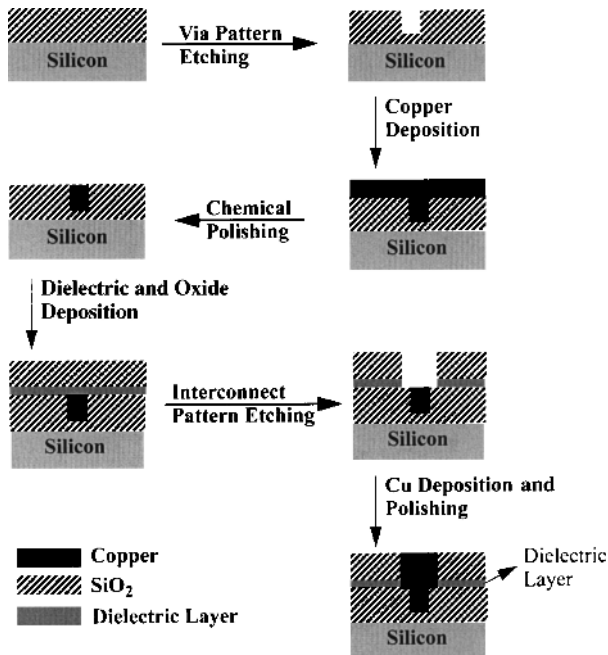 Silicon
Via Pattern
Etching
Silicon
Copper
Deposition
Silicon
Chemical
Polishing
Silicon
Dielectric and Oxide
Deposition
Silicon
Interconnect
Pattern Etching
Silicon
Cu Deposition and
Polishing
Silicon
Dielectric
Layer
Copper
SiO₂
Dielectric Layer